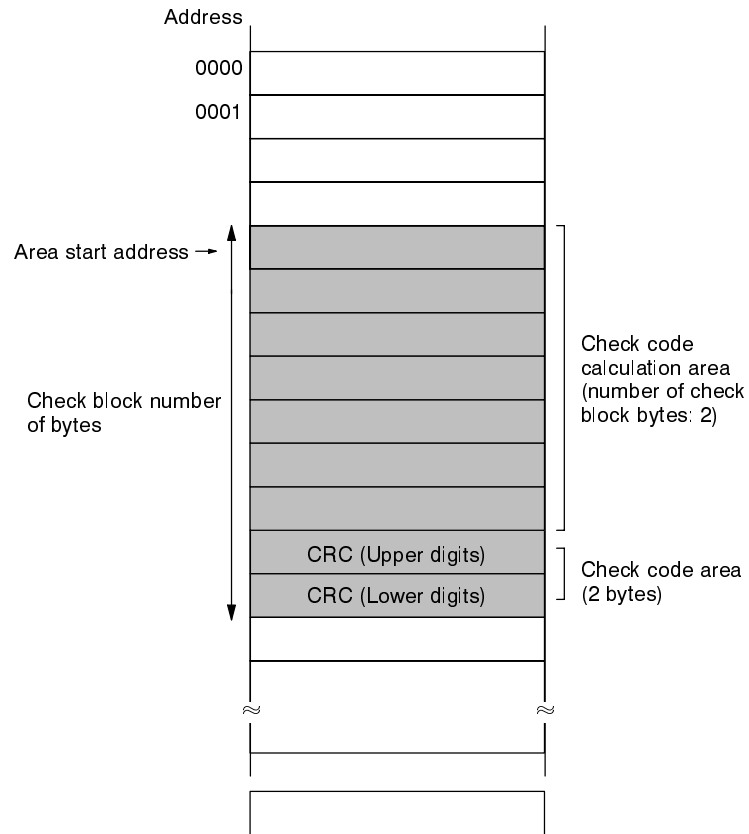 Address
0000
0001
Area start address →
Check block number
of bytes
Check code
calculation area
(number of check
block bytes: 2)
CRC (Upper digits)
CRC (Lower digits)
Check code area
(2 bytes)